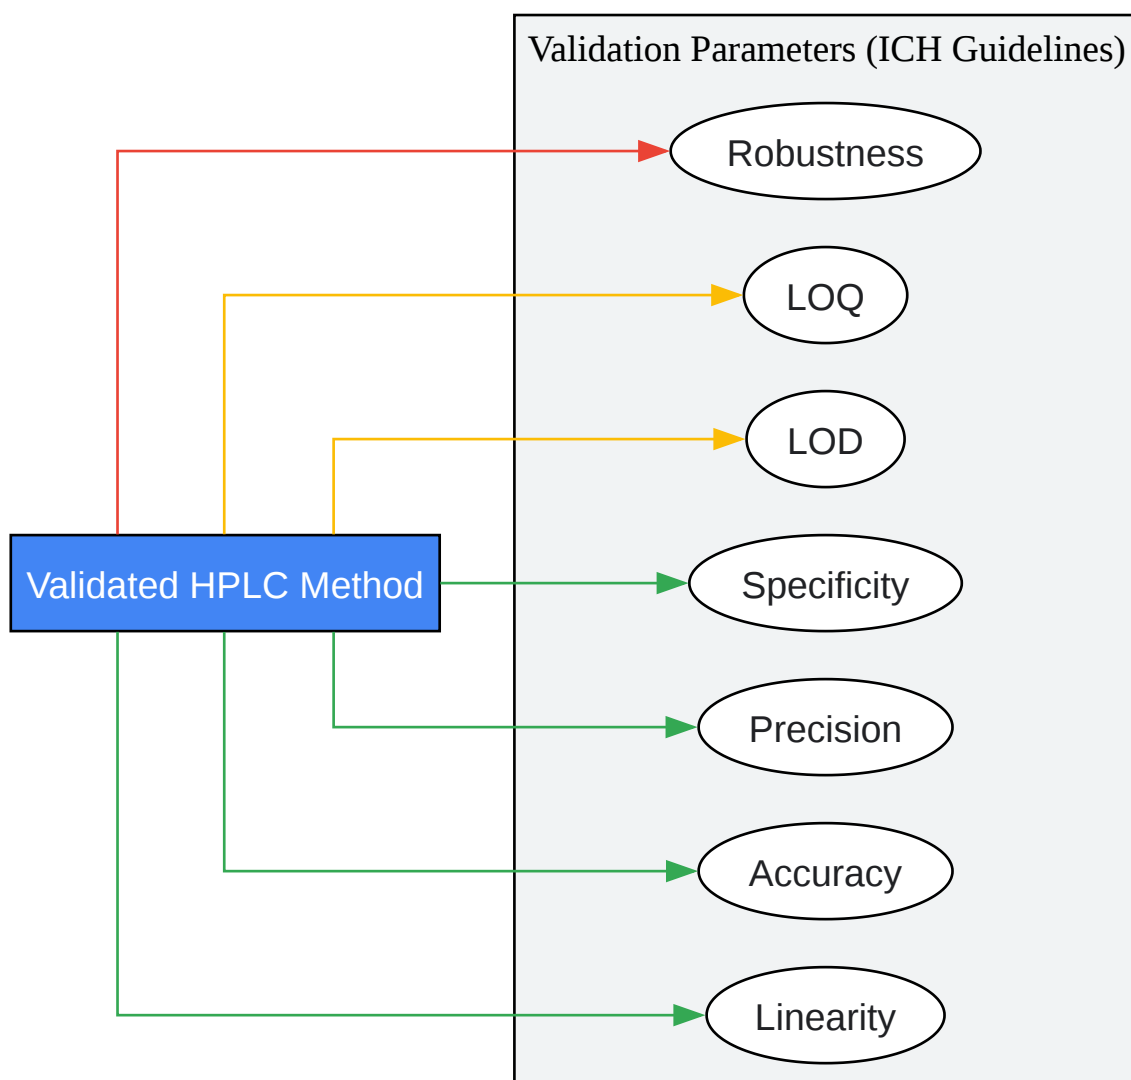 Validation Parameters (ICH Guidelines)
Robustness
LOQ
LOD
Validated HPLC Method
Specificity
Precision
Accuracy
Linearity